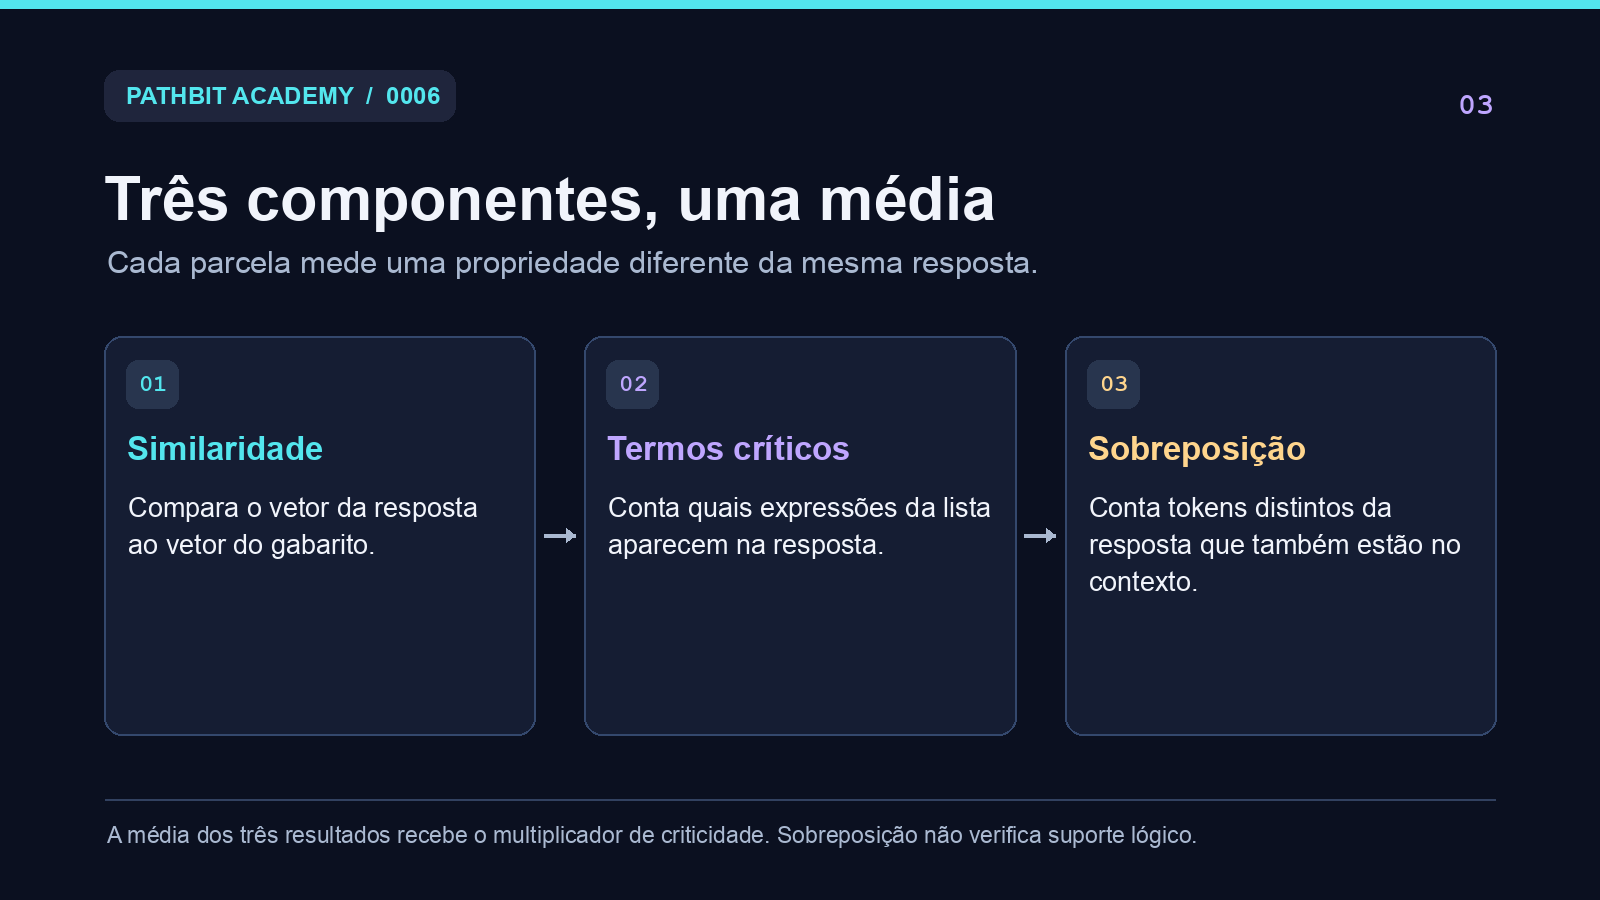 PATHBIT ACADEMY / 0006
03
Três componentes, uma média
Cada parcela mede uma propriedade diferente da mesma resposta.
01
Similaridade
Compara o vetor da resposta
ao vetor do gabarito.
02
Termos críticos
Conta quais expressões da lista
aparecem na resposta.
03
Sobreposição
Conta tokens distintos da
resposta que também estão no
contexto.
A média dos três resultados recebe o multiplicador de criticidade. Sobreposição não verifica suporte lógico.